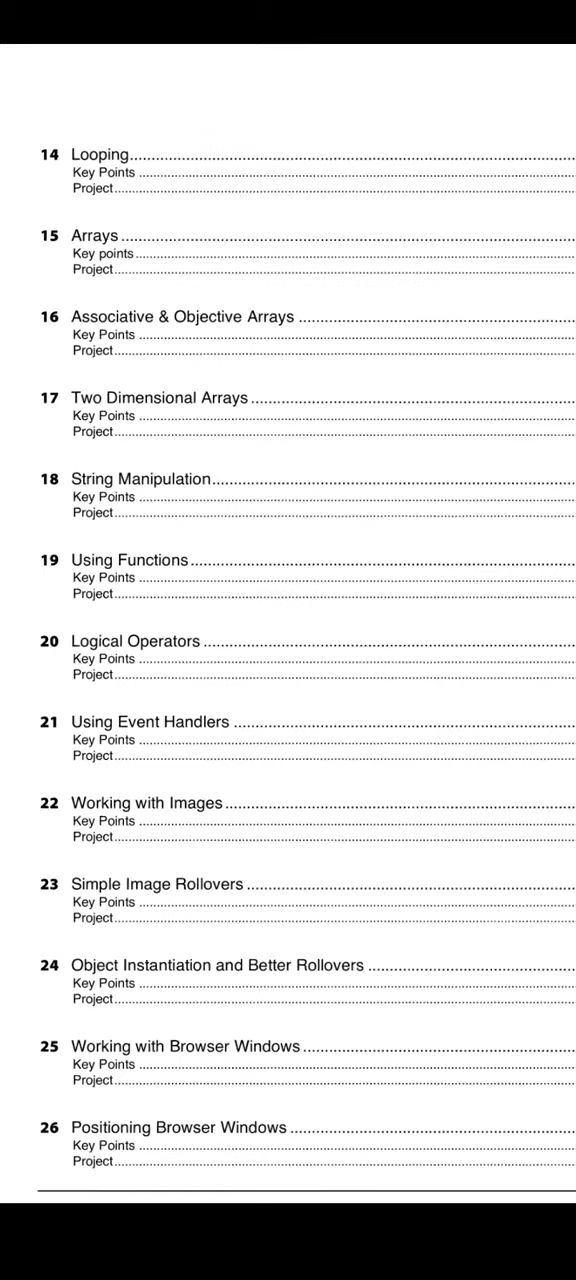 14 Looping..........................................................................
Key Points ..........................................................................
Project..........................................................................
15 Arrays ..........................................................................
Key points..........................................................................
Project..........................................................................
16 Associative & Objective Arrays ..........................................................................
Key Points ..........................................................................
Project..........................................................................
17 Two Dimensional Arrays..........................................................................
Key Points ..........................................................................
Project..........................................................................
18 String Manipulation..........................................................................
Key Points ..........................................................................
Project..........................................................................
19 Using Functions..........................................................................
Key Points ..........................................................................
Project..........................................................................
20 Logical Operators ..........................................................................
Key Points ..........................................................................
Project..........................................................................
21 Using Event Handlers ..........................................................................
Key Points ..........................................................................
Project..........................................................................
22 Working with Images..........................................................................
Key Points ..........................................................................
Project..........................................................................
23 Simple Image Rollovers ..........................................................................
Key Points ..........................................................................
Project..........................................................................
24 Object Instantiation and Better Rollovers ..........................................................................
Key Points ..........................................................................
Project..........................................................................
25 Working with Browser Windows..........................................................................
Key Points ..........................................................................
Project..........................................................................
26 Positioning Browser Windows ..........................................................................
Key Points ..........................................................................
Project..........................................................................